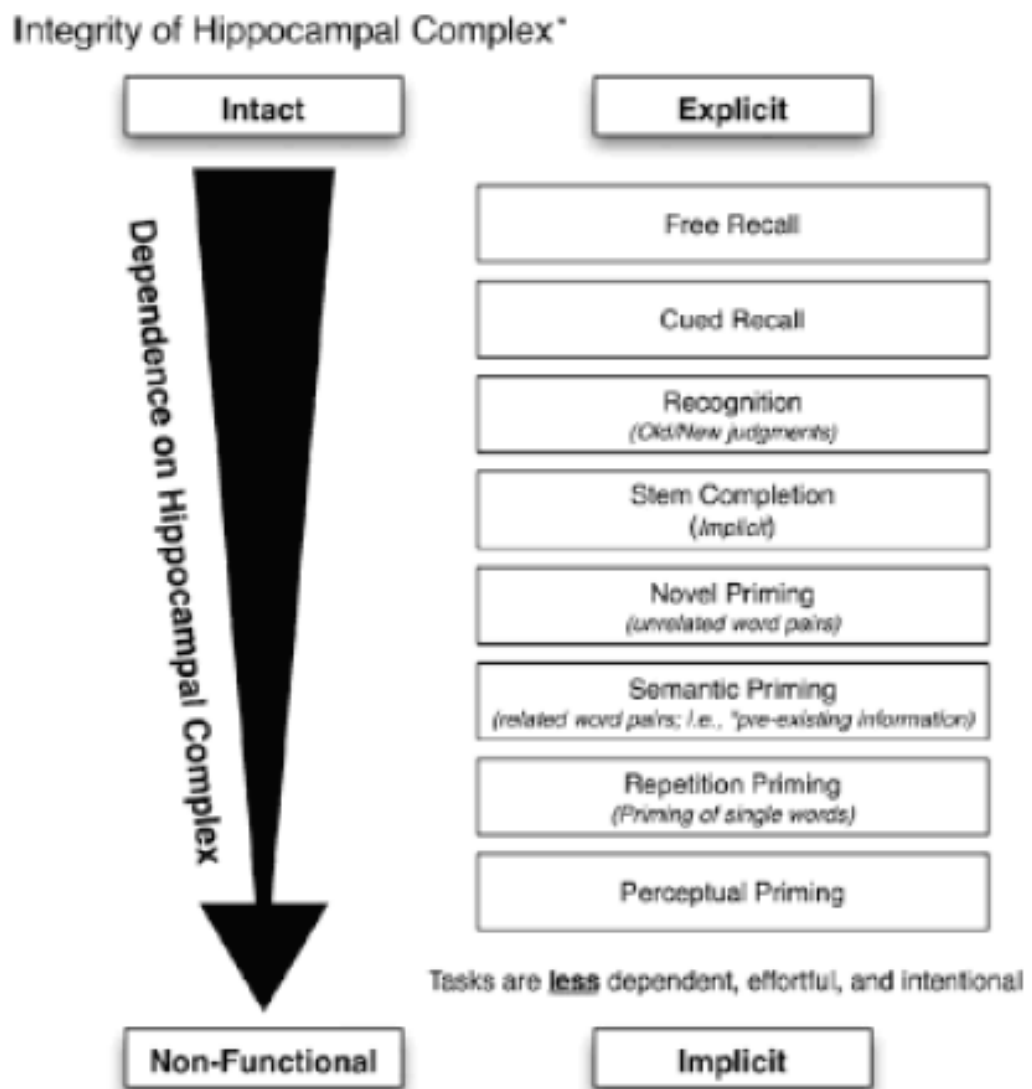 Integrity of Hippocampal Complex*
Intact
Explicit
Dependence on Hippocampal Complex
Free Recall
Cued Recall
Recognition
(Old/New judgments)
Stem Completion
(Implicit)
Novel Priming
(unrelated word pairs)
Semantic Priming
(related word pairs; i.e., "pre-existing information)
Repetition Priming
(Priming of single words)
Perceptual Priming
Tasks are less dependent, effortful, and intentional
Non-Functional
Implicit